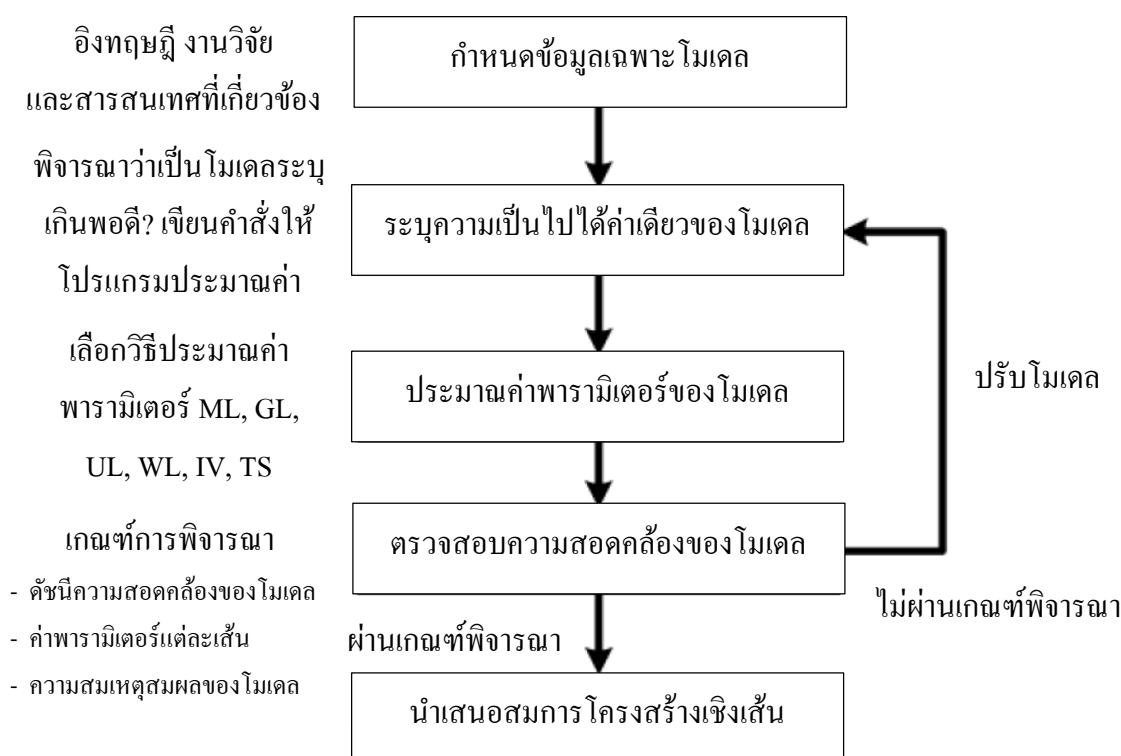 อิงทฤษฎี งานวิจัย
และสารสนเทศที่เกี่ยวข้อง
กำหนดข้อมูลเฉพาะโมเดล
พิจารณาว่าเป็นโมเดลระบุ
เกินพอดี? เขียนคำสั่งให้
โปรแกรมประมาณค่า
ระบุความเป็นไปได้ค่าเดียวของโมเดล
เลือกวิธีประมาณค่า
พารามิเตอร์ ML, GL,
UL, WL, IV, TS
ประมาณค่าพารามิเตอร์ของโมเดล
ปรับโมเดล
เกณฑ์การพิจารณา
- ดัชนีความสอดคล้องของโมเดล
- ค่าพารามิเตอร์แต่ละเส้น
- ความสมเหตุสมผลของโมเดล
ตรวจสอบความสอดคล้องของโมเดล
ไม่ผ่านเกณฑ์พิจารณา
ผ่านเกณฑ์พิจารณา
นำเสนอสมการโครงสร้างเชิงเส้น